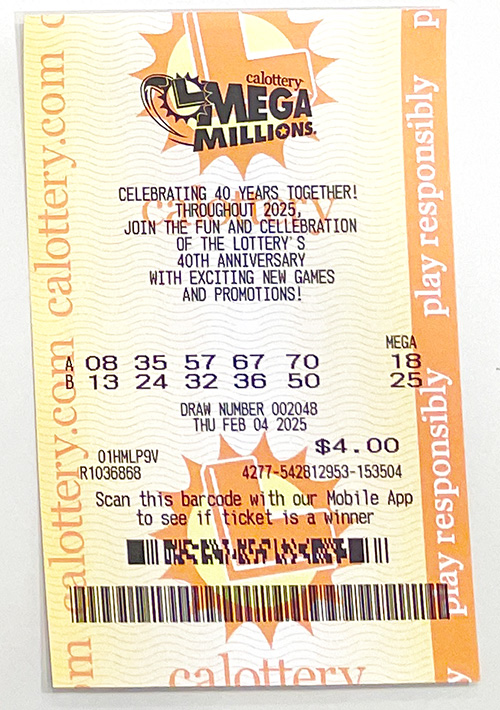 calottery
MEGA
MILLIONS.
CELEBRATING 40 YEARS TOGETHER!
THROUGHOUT 2025,
JOIN THE FUN AND CELLEBRATION
OF THE LOTTERY'S
40TH ANNIVERSARY
WITH EXCITING NEW GAMES
AND PROMOTIONS!
MEGA
A 08 35 57 67 70 18
B 13 24 32 36 50 25
DRAW NUMBER 002048
THU FEB 04 2025
$4.00
01HMLP9V
R1036868 4277-542812953-153504
Scan this barcode with our Mobile App
to see if ticket is a winner
calottery
calottery
calottery.com calottery.com
play responsibly play responsibly